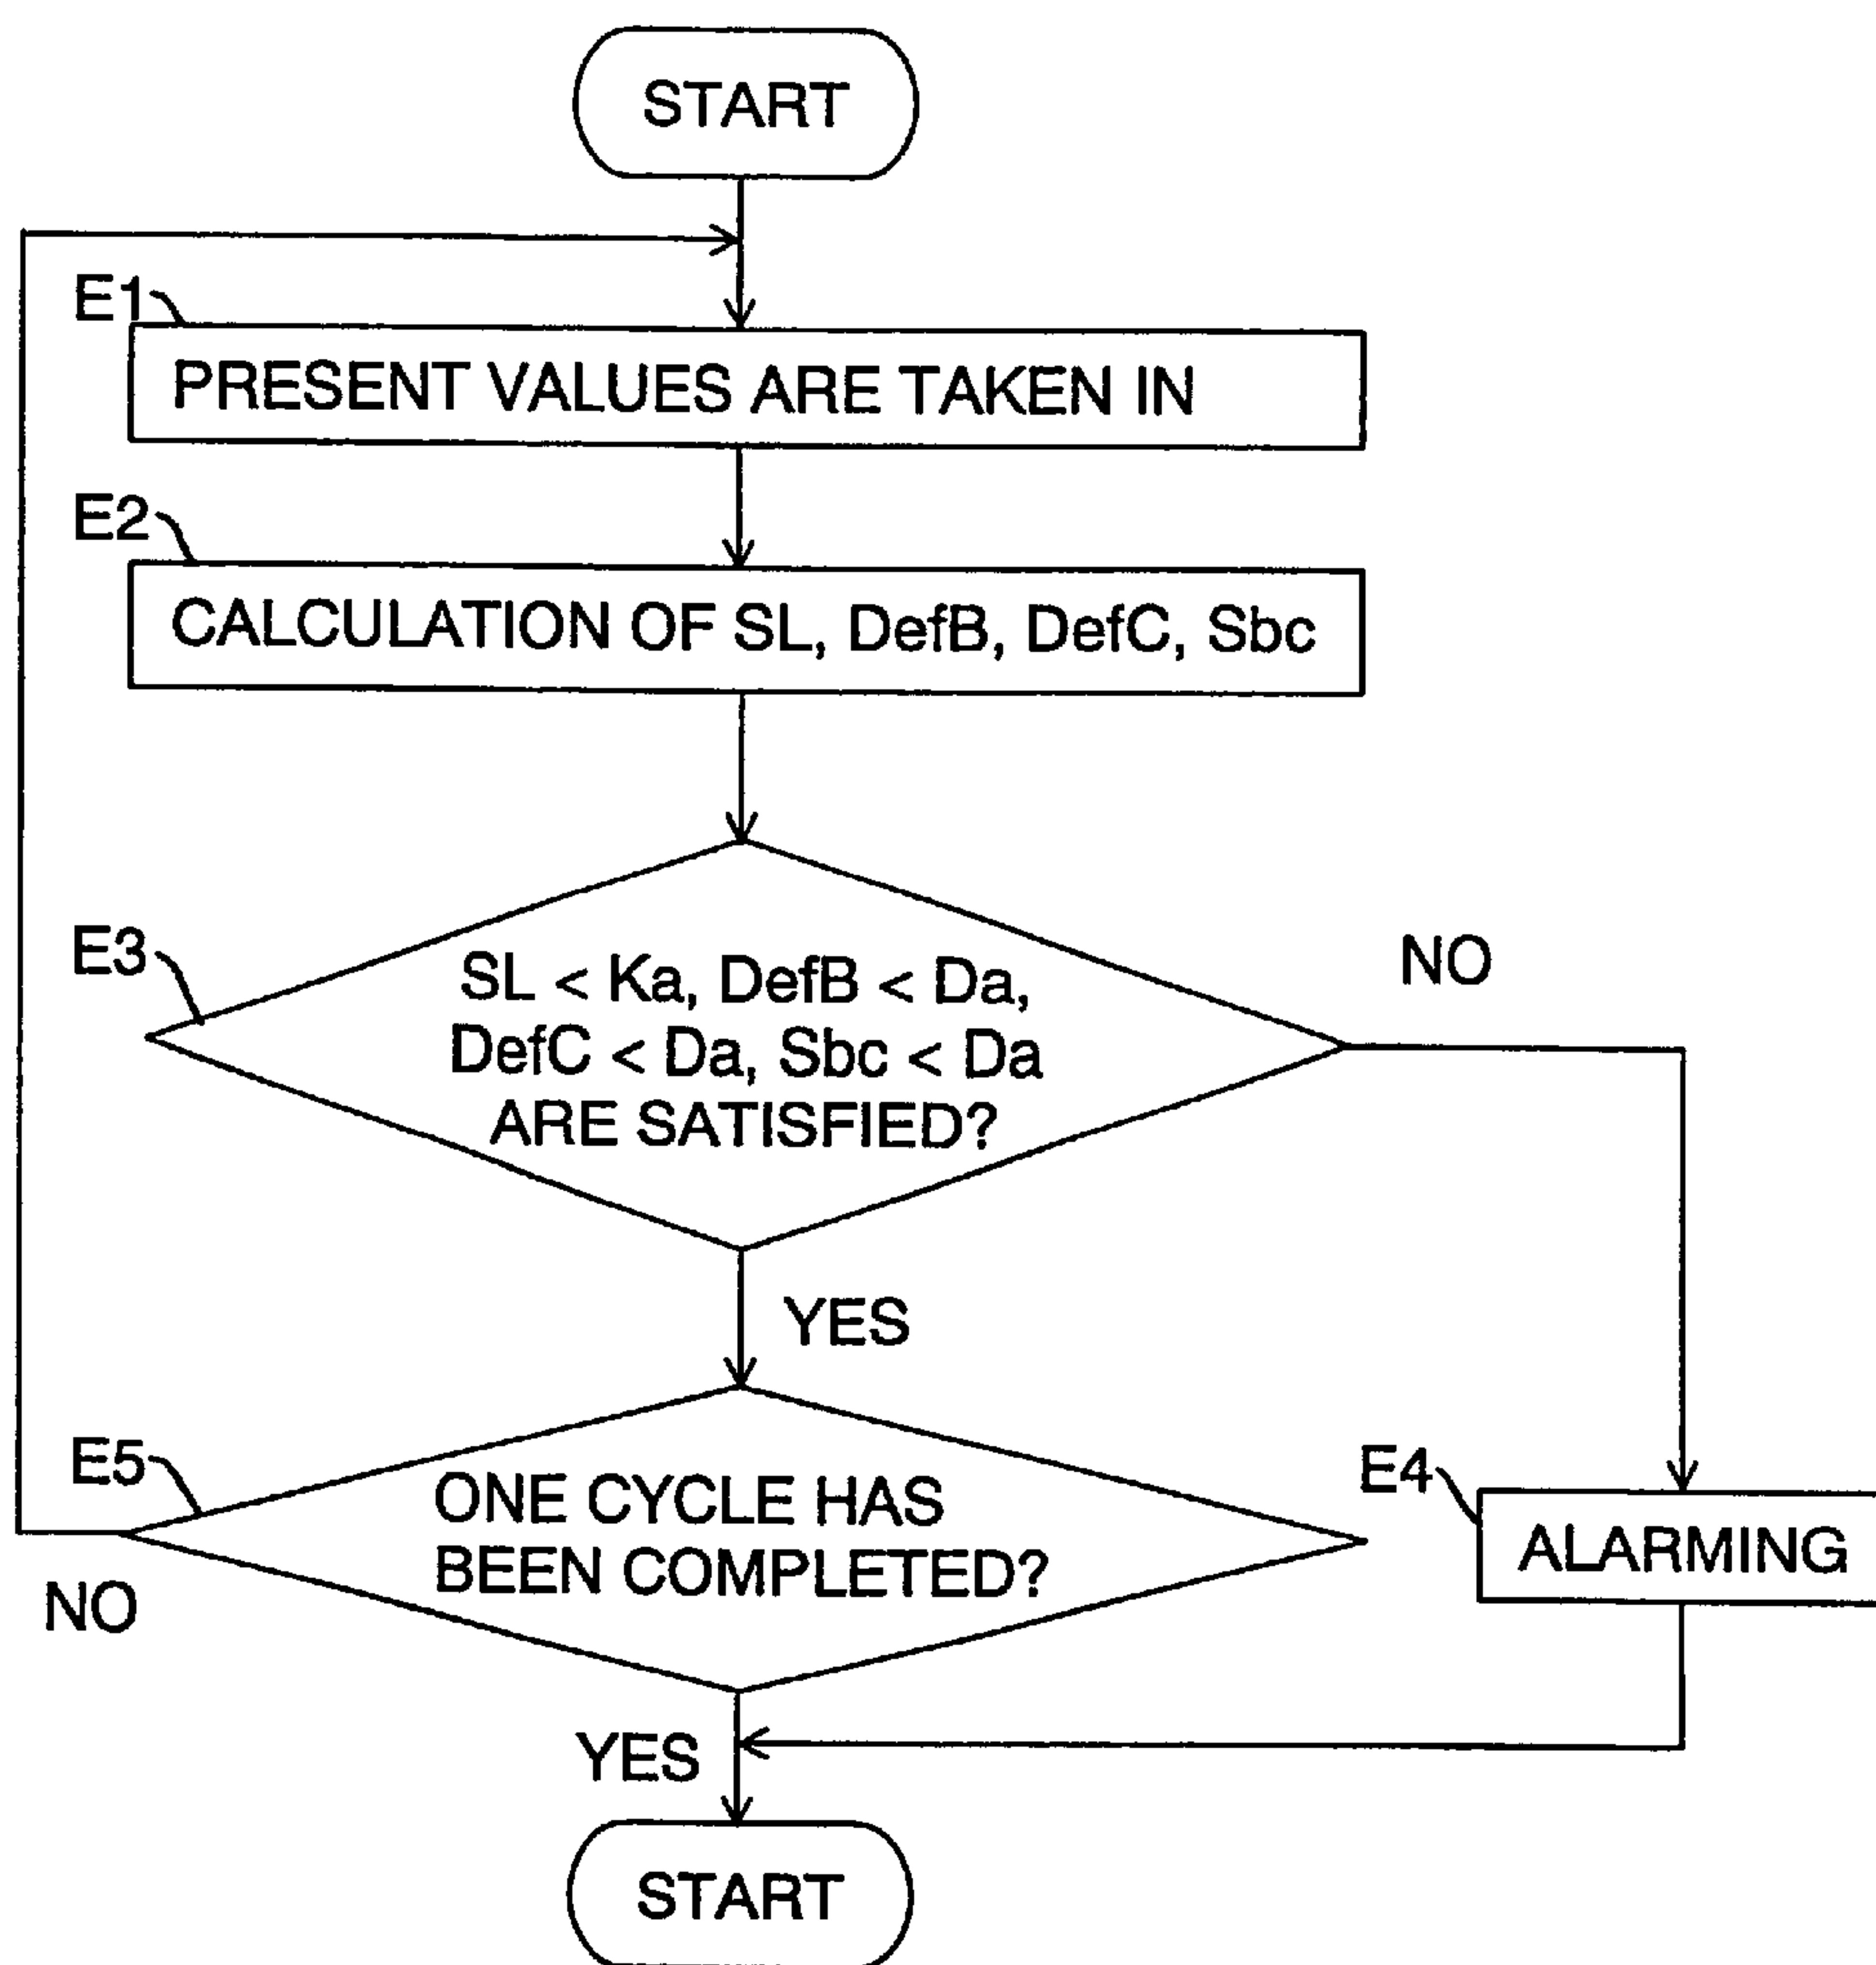 START
E1
PRESENT VALUES ARE TAKEN IN
E2
CALCULATION OF SL, DefB, DefC, Sbc
E3
SL < Ka, DefB < Da,
DefC < Da, Sbc < Da
ARE SATISFIED?
NO
YES
E5
ONE CYCLE HAS
BEEN COMPLETED?
NO
E4
ALARMING
YES
START